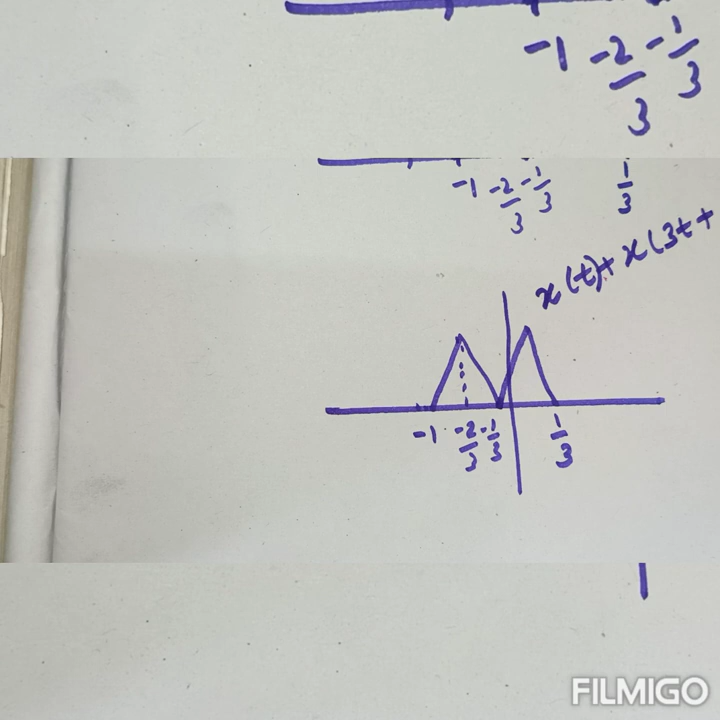 -1 -2/3 -1/3
-1 -2/3 -1/3 1/3
x(t)+x(3t+
-1 -2/3 -1/3 1/3
FILMIGO